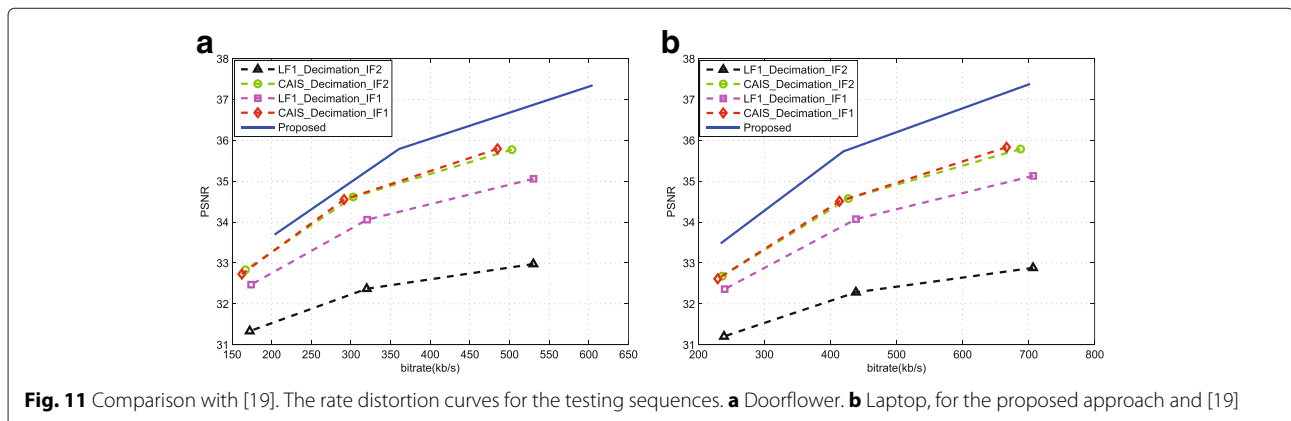 a
38
37
36
35
34
33
32
31
PSNR
LF1_Decimation_IF2
CAIS_Decimation_IF2
LF1_Decimation_IF1
CAIS_Decimation_IF1
Proposed
150 200 250 300 350 400 450 500 550 600 650
bitrate(kb/s)
b
38
37
36
35
34
33
32
31
PSNR
LF1_Decimation_IF2
CAIS_Decimation_IF2
LF1_Decimation_IF1
CAIS_Decimation_IF1
Proposed
200 300 400 500 600 700 800
bitrate(kb/s)
Fig. 11 Comparison with [19]. The rate distortion curves for the testing sequences. a Doorflower. b Laptop, for the proposed approach and [19]